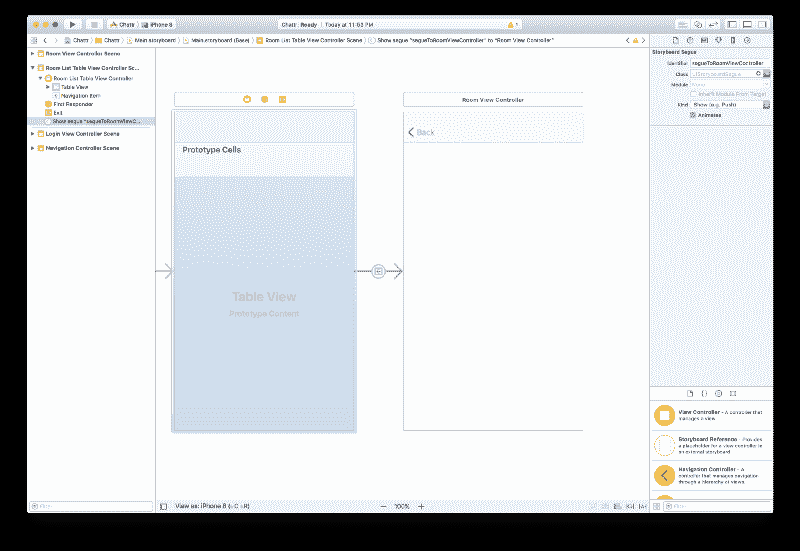 Chatr
iPhone 8
Chatr: Ready
Today at 11:55 PM
1
Chatr
Chatr
Main.storyboard
Main.storyboard (Base)
Room List Table View Controller Scene
Show segue "segueToRoomViewController" to "Room View Controller"
Room View Controller Scene
Room List Table View Controller Sc...
Room List Table View Controller
Table View
Navigation Item
First Responder
Exit
Show segue "segueToRoomViewC...
Login View Controller Scene
Navigation Controller Scene
Filter
Prototype Cells
Table View
Prototype Content
Room View Controller
Back
View as: iPhone 8
100%
Storyboard Segue
Identifier segueToRoomViewController
Class UIStoryboardSegue
Module None
Inherit Module From Target
Kind Show (e.g. Push)
Animates
View Controller - A controller that
manages a view.
Storyboard Reference - Provides
a placeholder for a view controller in
an external storyboard.
Navigation Controller - A
controller that manages navigation
through a hierarchy of views.
Filter